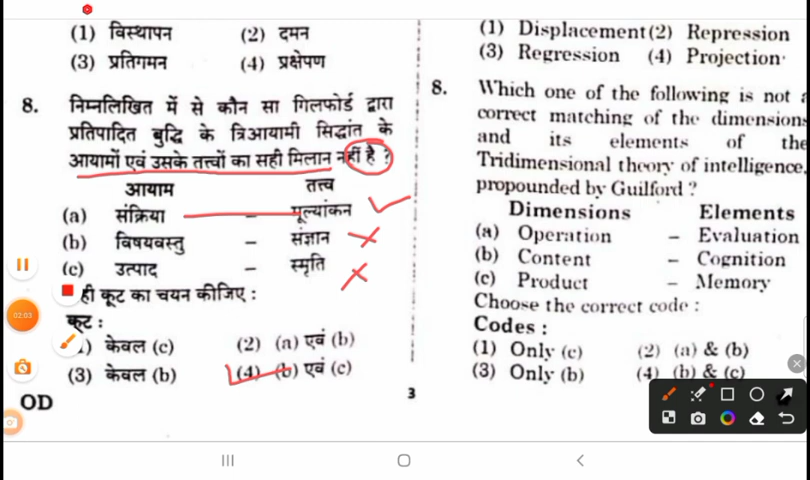 (1) विस्थापन (2) दमन
(3) प्रतिगमन (4) प्रक्षेपण
8. निम्नलिखित में से कौन सा गिलफोर्ड द्वारा
प्रतिपादित बुद्धि के त्रिआयामी सिद्धांत के
आयामों एवं उसके तत्त्वों का सही मिलान नहीं है ?
आयाम तत्त्व
(a) संक्रिया – मूल्यांकन
(b) विषयवस्तु – संज्ञान
(c) उत्पाद – स्मृति
ही कूट का चयन कीजिए :
कूट :
1) केवल (c) (2) (a) एवं (b)
(3) केवल (b) (4) (b) एवं (c)
OD
(1) Displacement (2) Repression
(3) Regression (4) Projection
8. Which one of the following is not a
correct matching of the dimensions
and its elements of the
Tridimensional theory of intelligence,
propounded by Guilford ?
Dimensions Elements
(a) Operation – Evaluation
(b) Content – Cognition
(c) Product – Memory
Choose the correct code :
Codes :
(1) Only (c) (2) (a) & (b)
(3) Only (b) (4) (b) & (c)
3
02:03